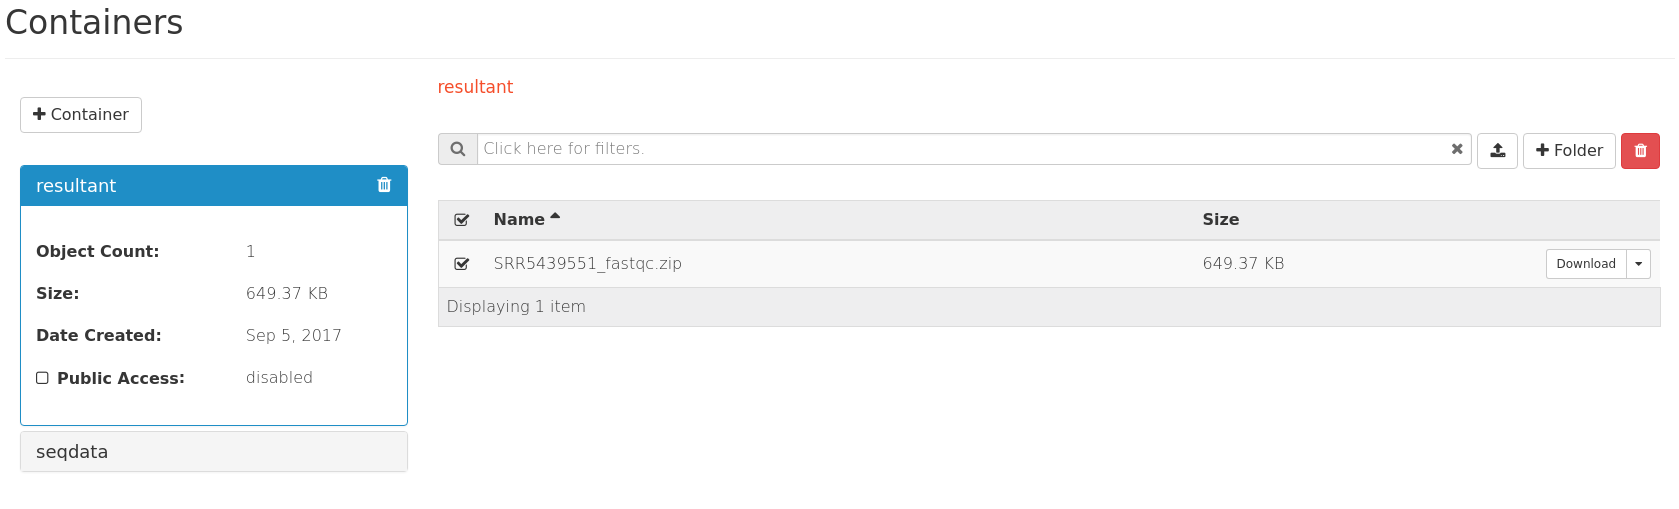 Containers
Container
resultant
Object Count: 1
Size: 649.37 KB
Date Created: Sep 5, 2017
Public Access: disabled
seqdata
resultant
Click here for filters.
Folder
Name Size
SRR5439551_fastqc.zip 649.37 KB Download
Displaying 1 item